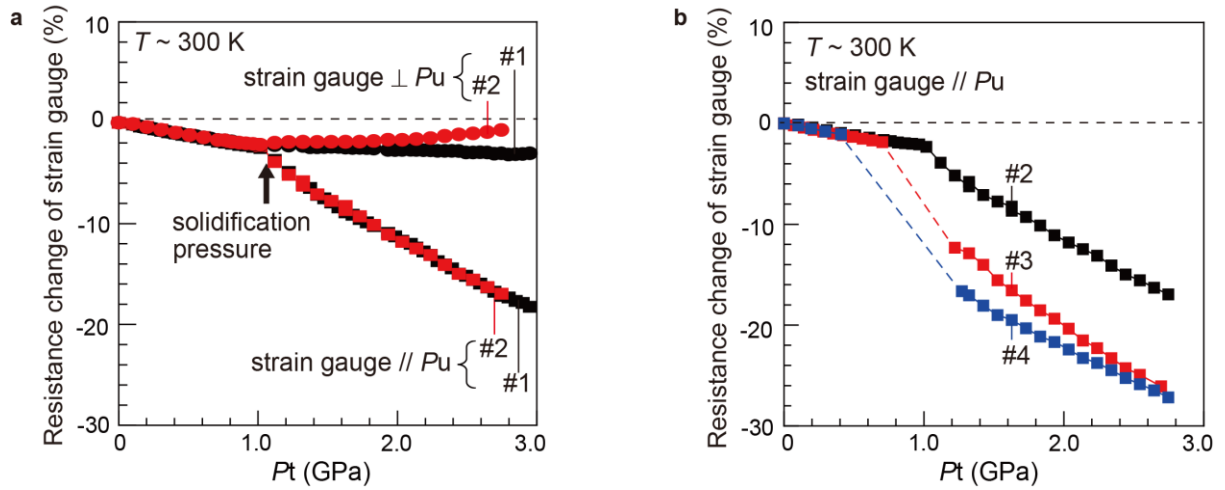 a
Resistance change of strain gauge (%)
10
0
-10
-20
-30
T ~ 300 K
#1
strain gauge ⊥ Pu
#2
solidification
pressure
#2
strain gauge // Pu
#1
0
1.0
2.0
3.0
Pt (GPa)
b
Resistance change of strain gauge (%)
10
0
-10
-20
-30
T ~ 300 K
strain gauge // Pu
#2
#3
#4
0
1.0
2.0
3.0
Pt (GPa)